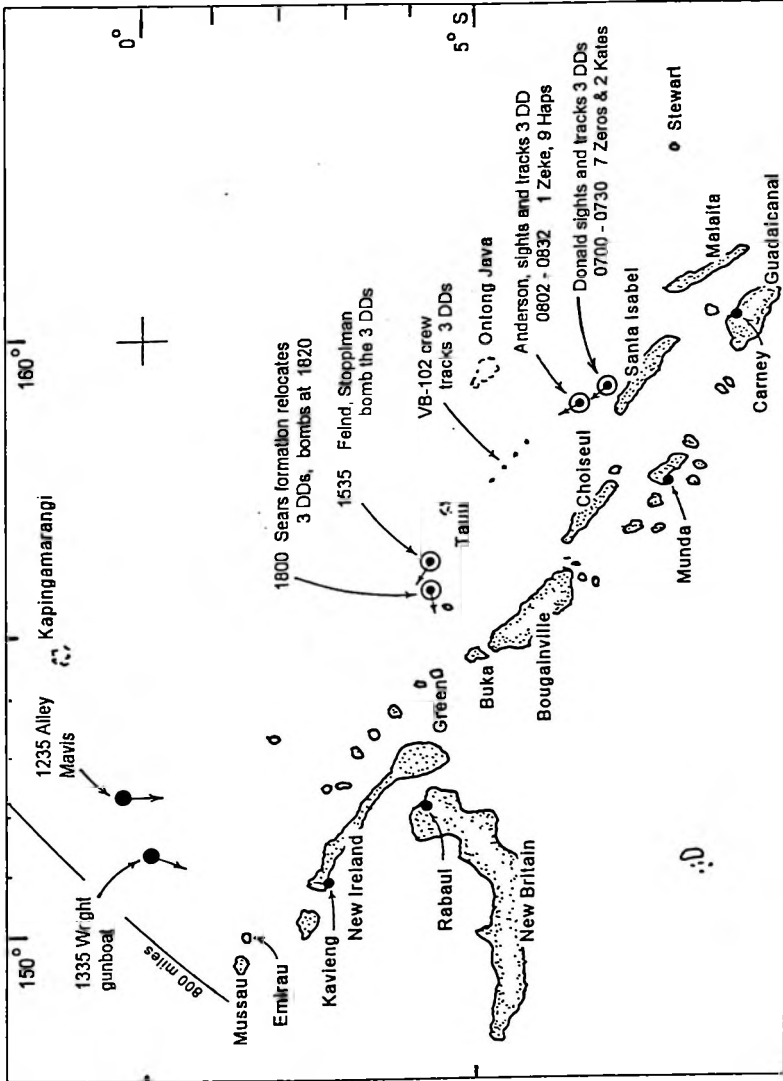 150°
160°
0°
5° S
1235 Alley
Mavis
Kapingamarangi
1335 Wright
gunboat
800 miles
Mussau
Emirau
Kavieng
New Ireland
Rabaul
New Britain
Green
Buka
Bougainville
1800 Sears formation relocates
3 DDs, bombs at 1820
1535 Felnd, Stopplman
bomb the 3 DDs
Tauu
VB-102 crew
tracks 3 DDs
Ontong Java
Anderson, sights and tracks 3 DD
0802 - 0832 1 Zeke, 9 Haps
Donald sights and tracks 3 DDs
0700 - 0730 7 Zeros & 2 Kates
Choiseul
Santa Isabel
Stewart
Malaita
Munda
Carney
Guadalcanal